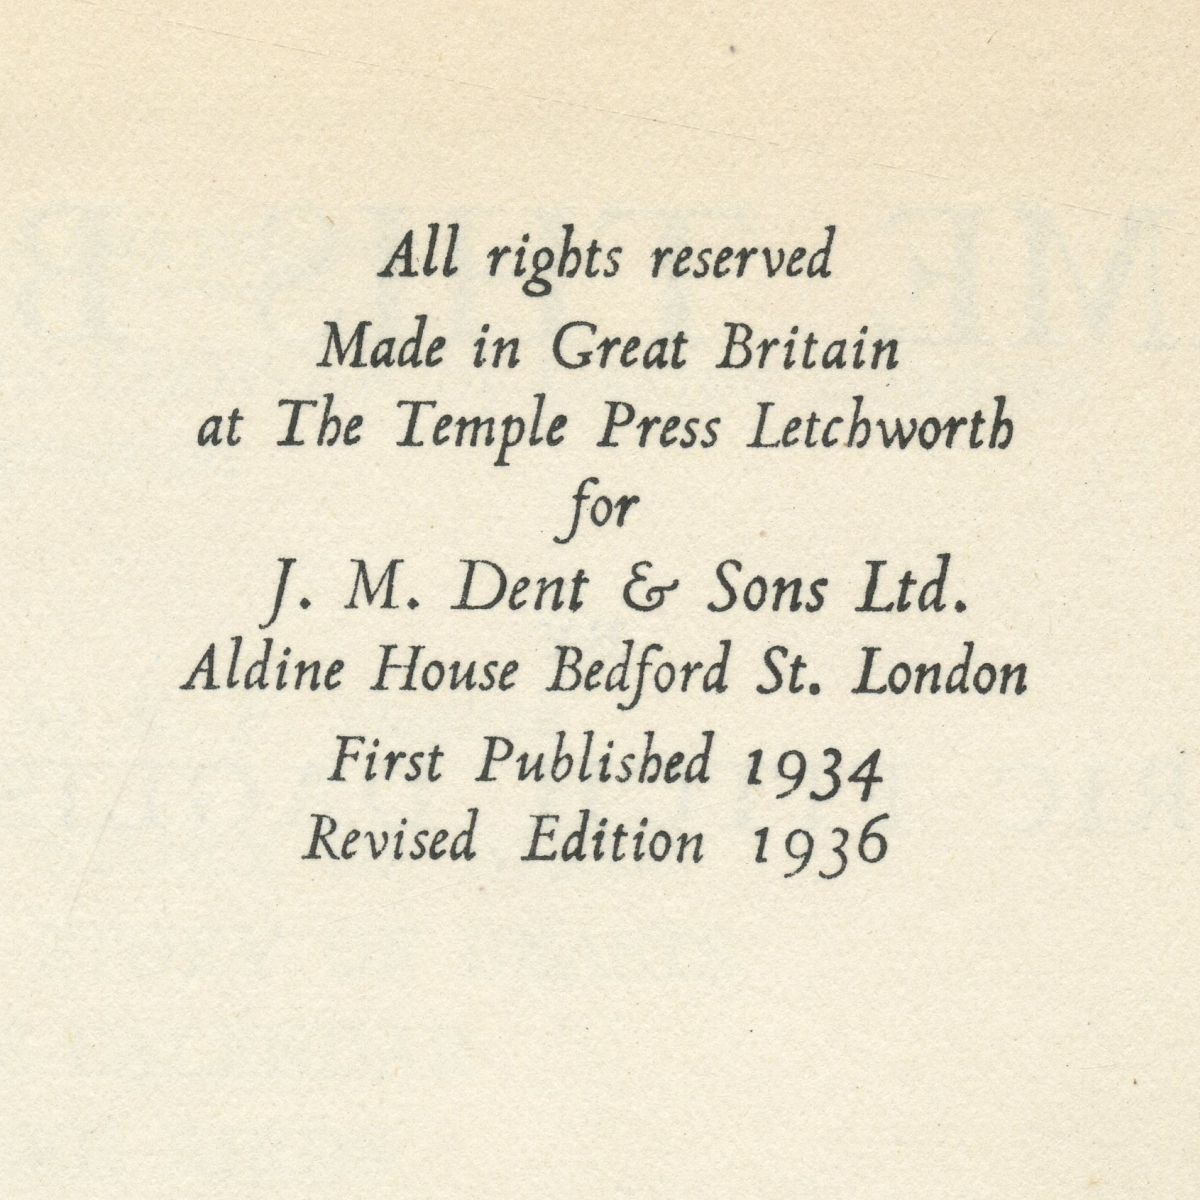 All rights reserved
Made in Great Britain
at The Temple Press Letchworth
for
J. M. Dent & Sons Ltd.
Aldine House Bedford St. London
First Published 1934
Revised Edition 1936